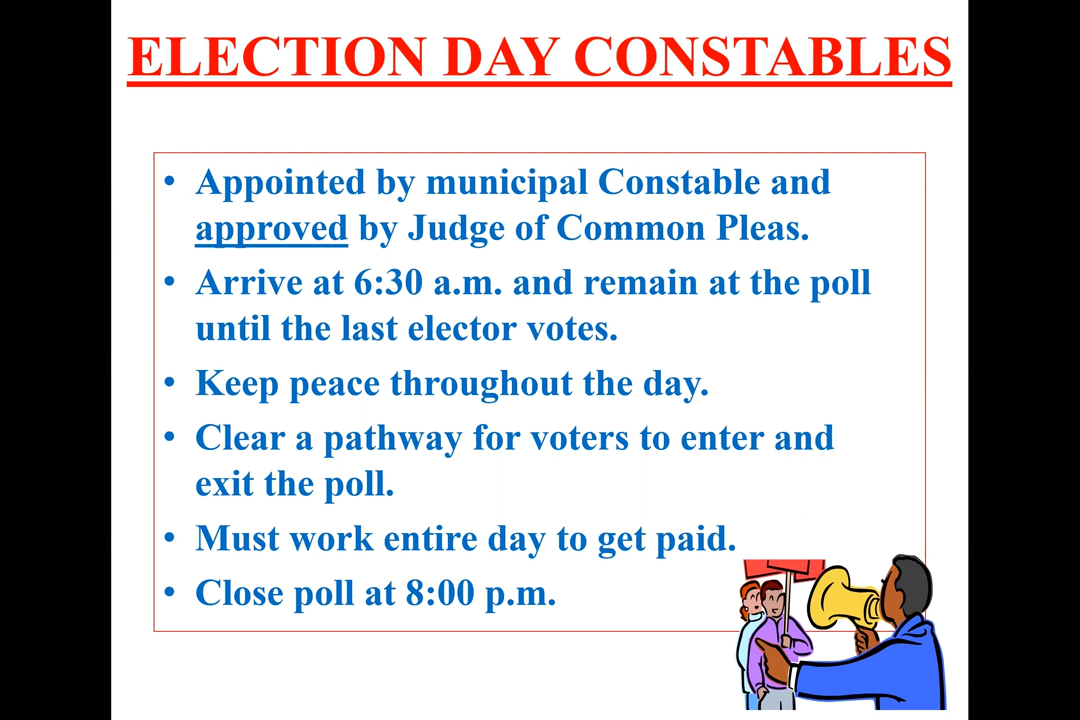 ELECTION DAY CONSTABLES
• Appointed by municipal Constable and
approved by Judge of Common Pleas.
• Arrive at 6:30 a.m. and remain at the poll
until the last elector votes.
• Keep peace throughout the day.
• Clear a pathway for voters to enter and
exit the poll.
• Must work entire day to get paid.
• Close poll at 8:00 p.m.